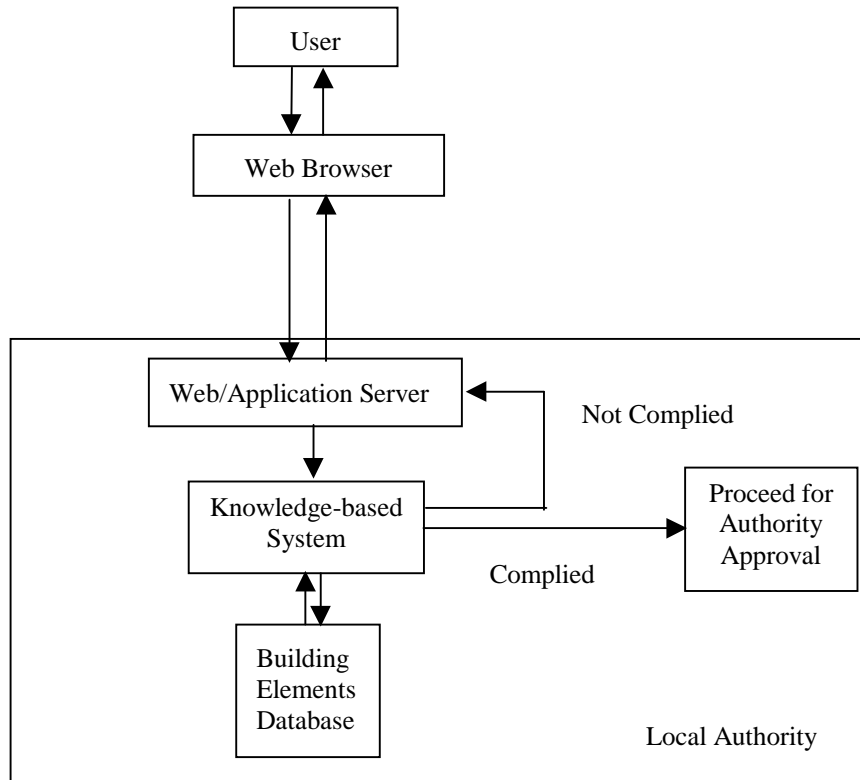 User
Web Browser
Web/Application Server
Not Complied
Knowledge-based
System
Proceed for
Authority
Approval
Complied
Building
Elements
Database
Local Authority